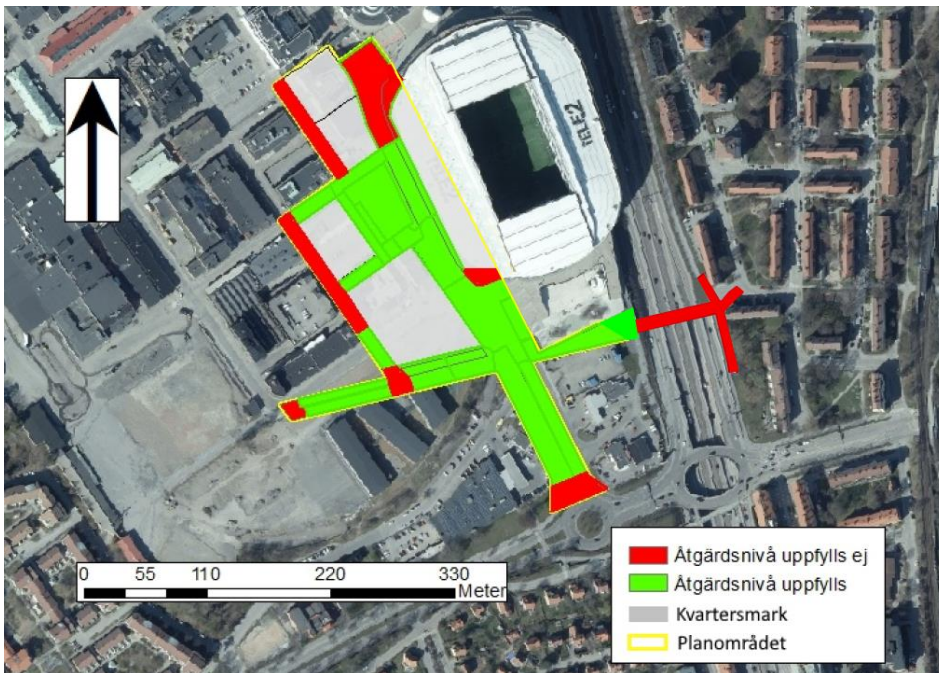 TELE2
0 55 110 220 330
Meter
Åtgärdsnivå uppfylls ej
Åtgärdsnivå uppfylls
Kvartersmark
Planområdet